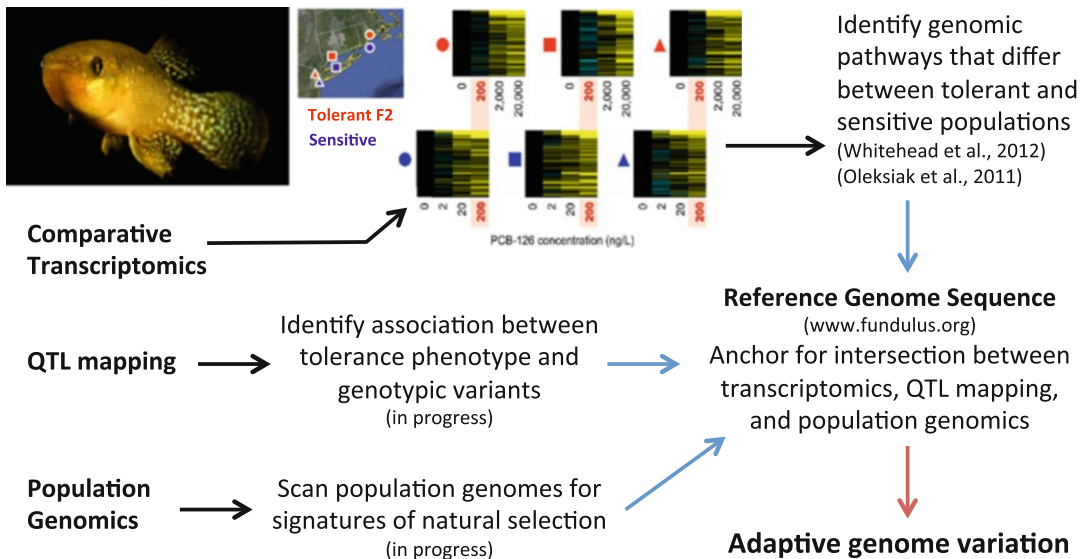 Tolerant F2
Sensitive
0
200
2,000
20,000
0
200
2,000
20,000
0
200
2,000
20,000
0
2
20
200
0
2
20
200
0
2
20
200
PCB-126 concentration (ng/L)
Identify genomic
pathways that differ
between tolerant and
sensitive populations
(Whitehead et al., 2012)
(Oleksiak et al., 2011)
Comparative
Transcriptomics
QTL mapping
Identify association between
tolerance phenotype and
genotypic variants
(in progress)
Population
Genomics
Scan population genomes for
signatures of natural selection
(in progress)
Reference Genome Sequence
(www.fundulus.org)
Anchor for intersection between
transcriptomics, QTL mapping,
and population genomics
Adaptive genome variation